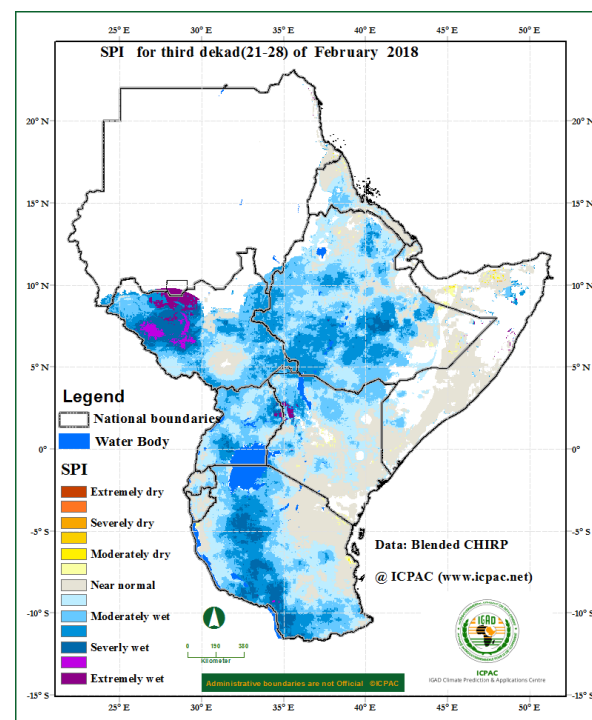 25° E 30° E 35° E 40° E 45° E 50° E
SPI for third dekad(21-28) of February 2018
20° N 20° N
15° N 15° N
10° N 10° N
5° N 5° N
Legend
National boundaries
Water Body
0° 0°
SPI
Extremely dry
Severely dry
-5° S -5° S
Moderately dry
Data: Blended CHIRP
Near normal
@ ICPAC (www.icpac.net)
-10° S -10° S
Moderately wet
Severly wet
0 190 380
Kilometer
IGAD
ICPAC
IGAD Climate Prediction & Applications Centre
Extremely wet
Administrative boundaries are not Official ©ICPAC
-15° S -15° S
25° E 30° E 35° E 40° E 45° E 50° E